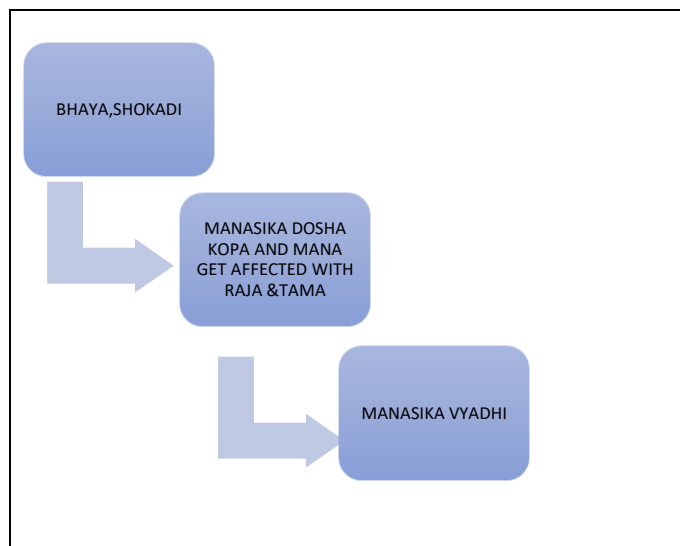 BHAYA,SHOKADI
MANASIKA DOSHA
KOPA AND MANA
GET AFFECTED WITH
RAJA &TAMA
MANASIKA VYADHI